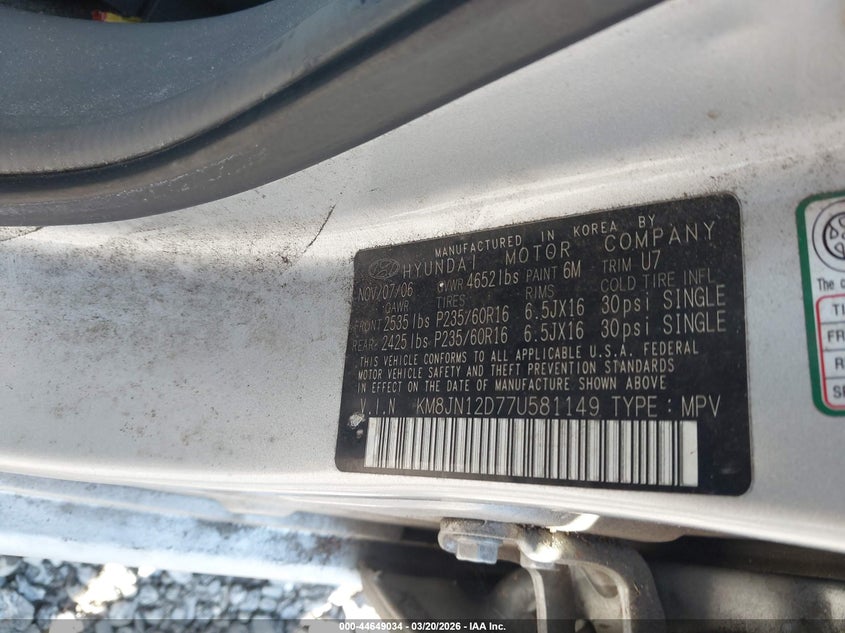 MANUFACTURED IN KOREA BY
HYUNDAI MOTOR COMPANY
NOV/07/06 GVWR 4652lbs PAINT 6M TRIM U7
GAWR TIRES RIMS COLD TIRE INFL.
FRONT 2535lbs P235/60R16 6.5JX16 30psi SINGLE
REAR 2425lbs P235/60R16 6.5JX16 30psi SINGLE
THIS VEHICLE CONFORMS TO ALL APPLICABLE U.S.A. FEDERAL
MOTOR VEHICLE SAFETY AND THEFT PREVENTION STANDARDS
IN EFFECT ON THE DATE OF MANUFACTURE SHOWN ABOVE
V.I.N KM8JN12D77U581149 TYPE : MPV
The c
TI
FR
R
000-44649034 - 03/20/2026 - IAA Inc.